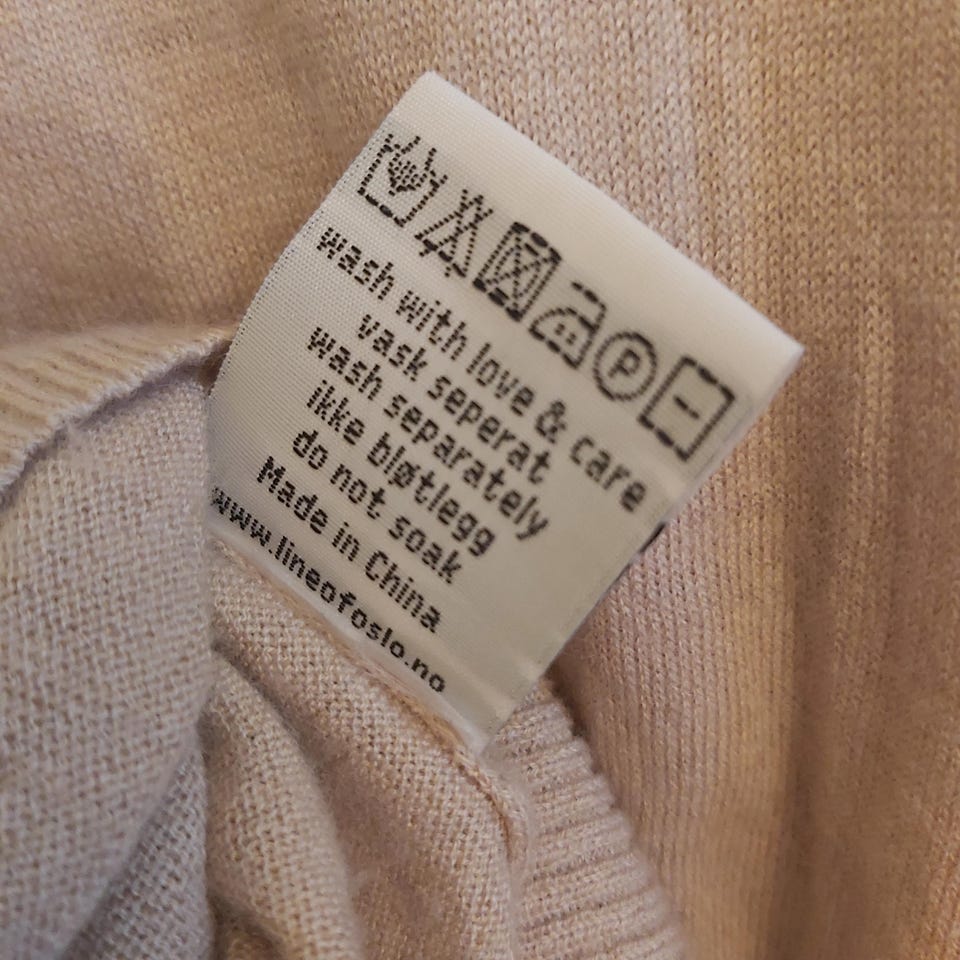 P
wash with love & care
vask seperat
wash separately
ikke bløtlegg
do not soak
Made in China
www.lineofoslo.no